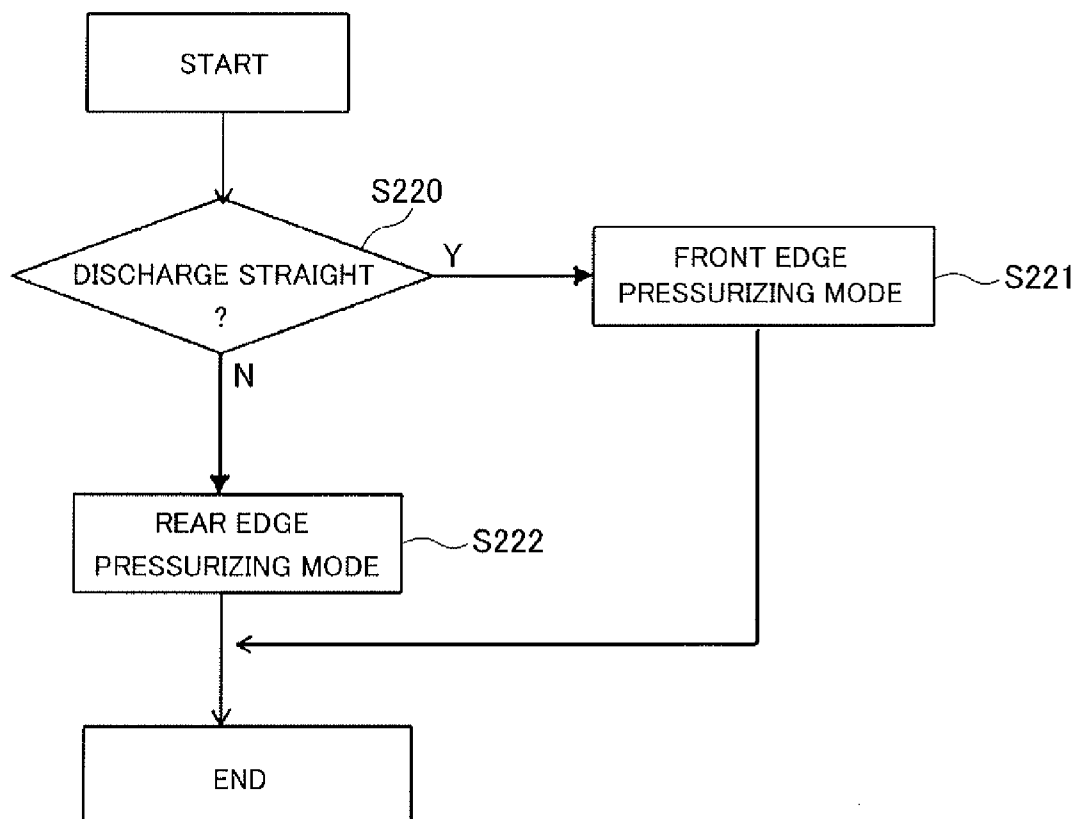 START
S220
DISCHARGE STRAIGHT
?
Y
FRONT EDGE
PRESSURIZING MODE
S221
N
REAR EDGE
PRESSURIZING MODE
S222
END